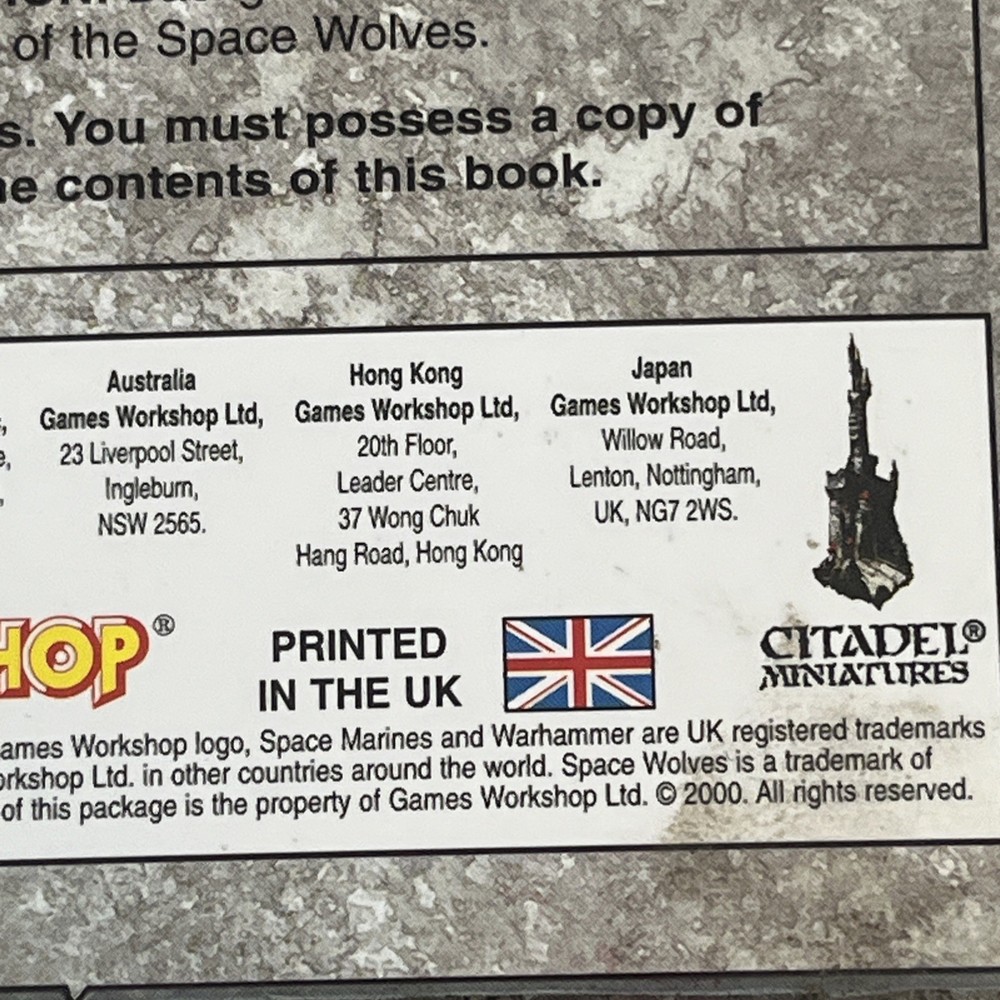 of the Space Wolves.
s. You must possess a copy of
contents of this book.
Australia
Games Workshop Ltd,
23 Liverpool Street,
Ingleburn,
NSW 2565.
Hong Kong
Games Workshop Ltd,
20th Floor,
Leader Centre,
37 Wong Chuk
Hang Road, Hong Kong
Japan
Games Workshop Ltd,
Willow Road,
Lenton, Nottingham,
UK, NG7 2WS.
HOP®
PRINTED
IN THE UK
CITADEL®
MINIATURES
ames Workshop logo, Space Marines and Warhammer are UK registered trademarks
orkshop Ltd. in other countries around the world. Space Wolves is a trademark of
of this package is the property of Games Workshop Ltd. © 2000. All rights reserved.